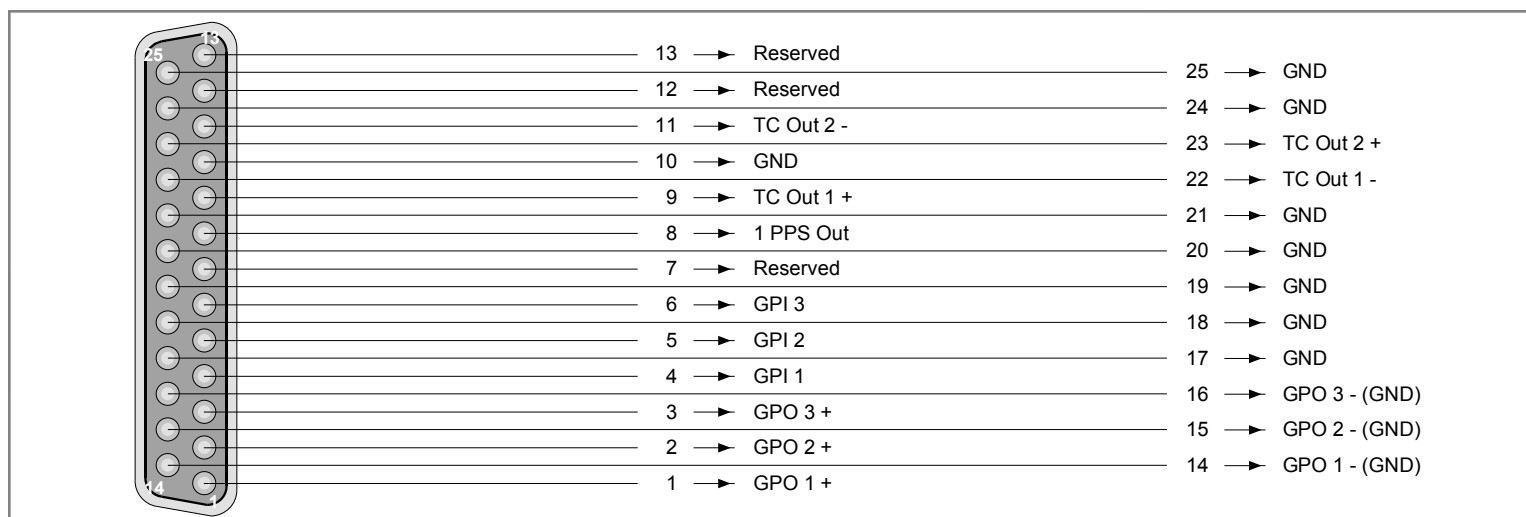 13
25
13 Reserved
25 GND
12 Reserved
24 GND
11 TC Out 2 -
23 TC Out 2 +
10 GND
22 TC Out 1 -
9 TC Out 1 +
21 GND
8 1 PPS Out
20 GND
7 Reserved
19 GND
6 GPI 3
18 GND
5 GPI 2
17 GND
4 GPI 1
16 GPO 3 - (GND)
3 GPO 3 +
15 GPO 2 - (GND)
2 GPO 2 +
14 GPO 1 - (GND)
1 GPO 1 +
14
1